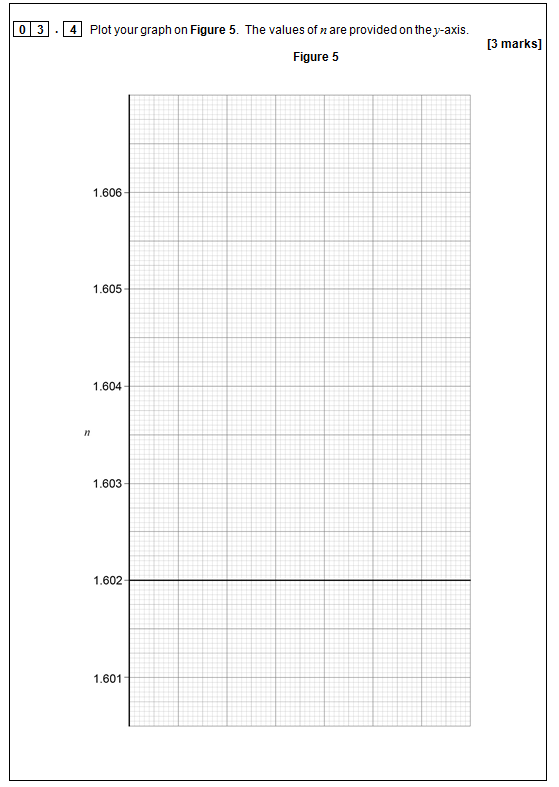 0 3 . 4 Plot your graph on Figure 5. The values of n are provided on the y-axis.
[3 marks]
Figure 5
1.606
1.605
1.604
n
1.603
1.602
1.601